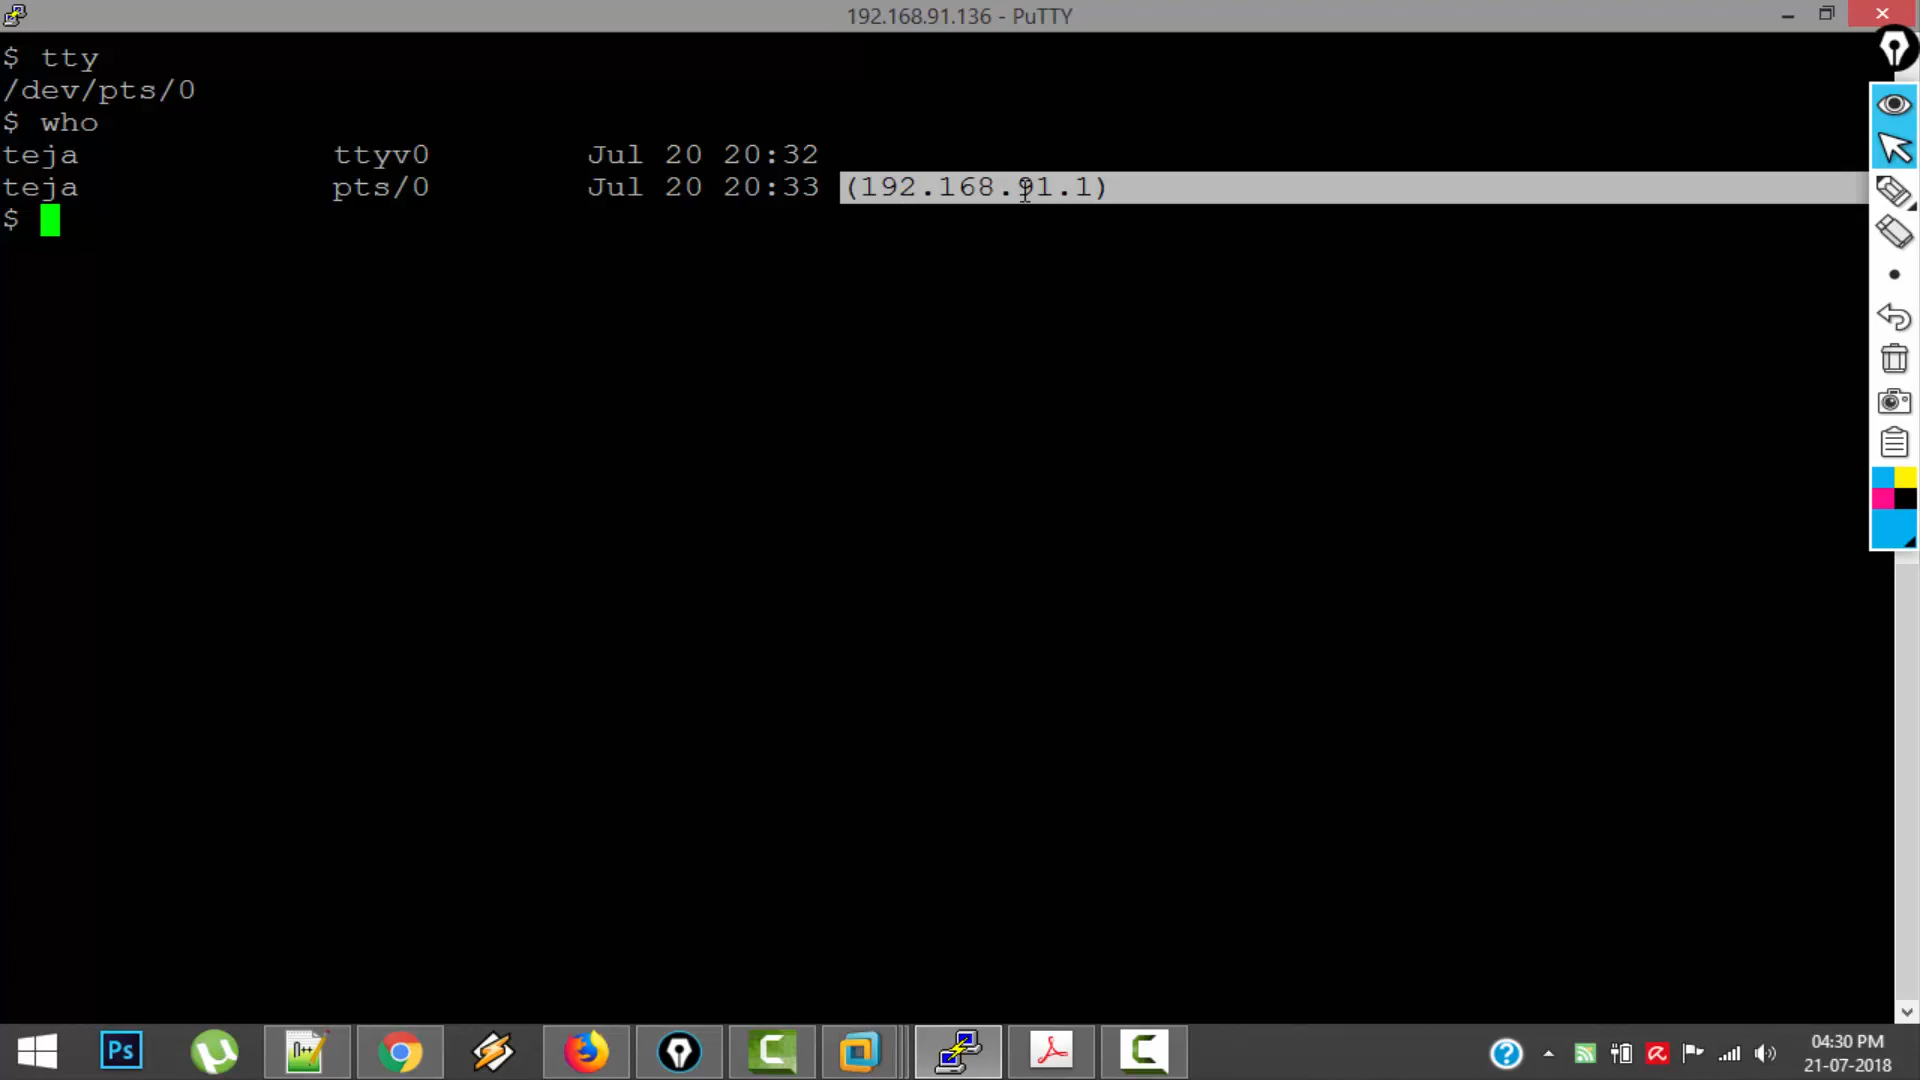 192.168.91.136 - PuTTY
$ tty
/dev/pts/0
$ who
teja ttyv0 Jul 20 20:32
teja pts/0 Jul 20 20:33 (192.168.91.1)
$
Ps
04:30 PM
21-07-2018